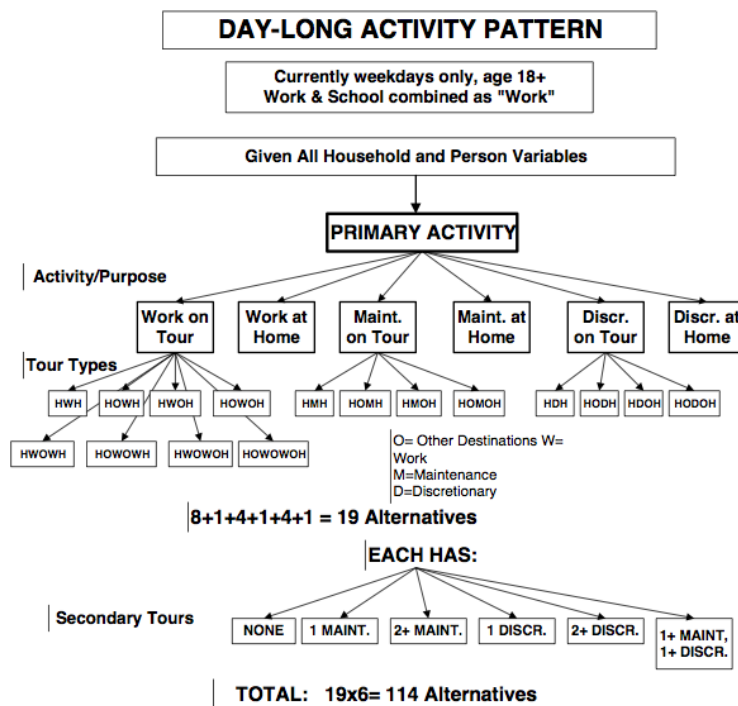 DAY-LONG ACTIVITY PATTERN
Currently weekdays only, age 18+
Work & School combined as "Work"
Given All Household and Person Variables
PRIMARY ACTIVITY
Activity/Purpose
Work on
Tour
Work at
Home
Maint.
on Tour
Maint. at
Home
Discr.
on Tour
Discr. at
Home
Tour Types
HWH
HOWH
HWOH
HOWOH
HMH
HOMH
HMOH
HOMOH
HDH
HODH
HDOH
HODOH
HWOWH
HOWOWH
HWOWOH
HOWOWOH
O= Other Destinations W=
Work
M=Maintenance
D=Discretionary
8+1+4+1+4+1 = 19 Alternatives
EACH HAS:
Secondary Tours
NONE
1 MAINT.
2+ MAINT.
1 DISCR.
2+ DISCR.
1+ MAINT,
1+ DISCR.
TOTAL: 19x6= 114 Alternatives